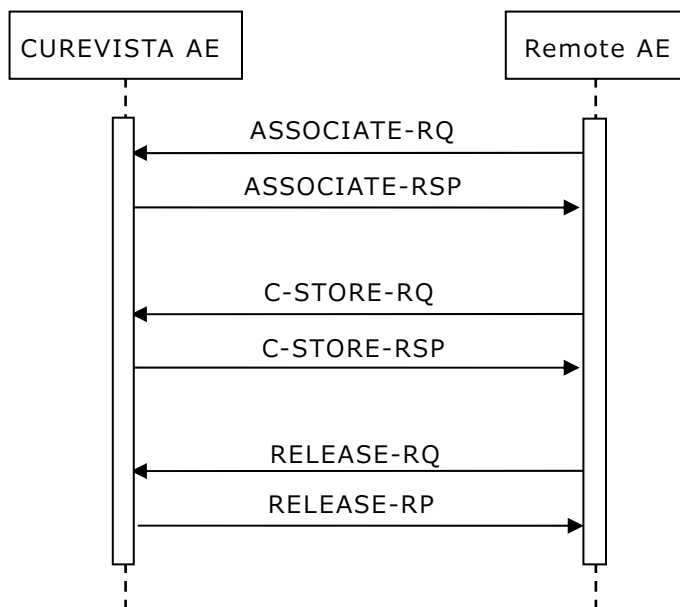 CUREVISTA AE
Remote AE
ASSOCIATE-RQ
ASSOCIATE-RSP
C-STORE-RQ
C-STORE-RSP
RELEASE-RQ
RELEASE-RP